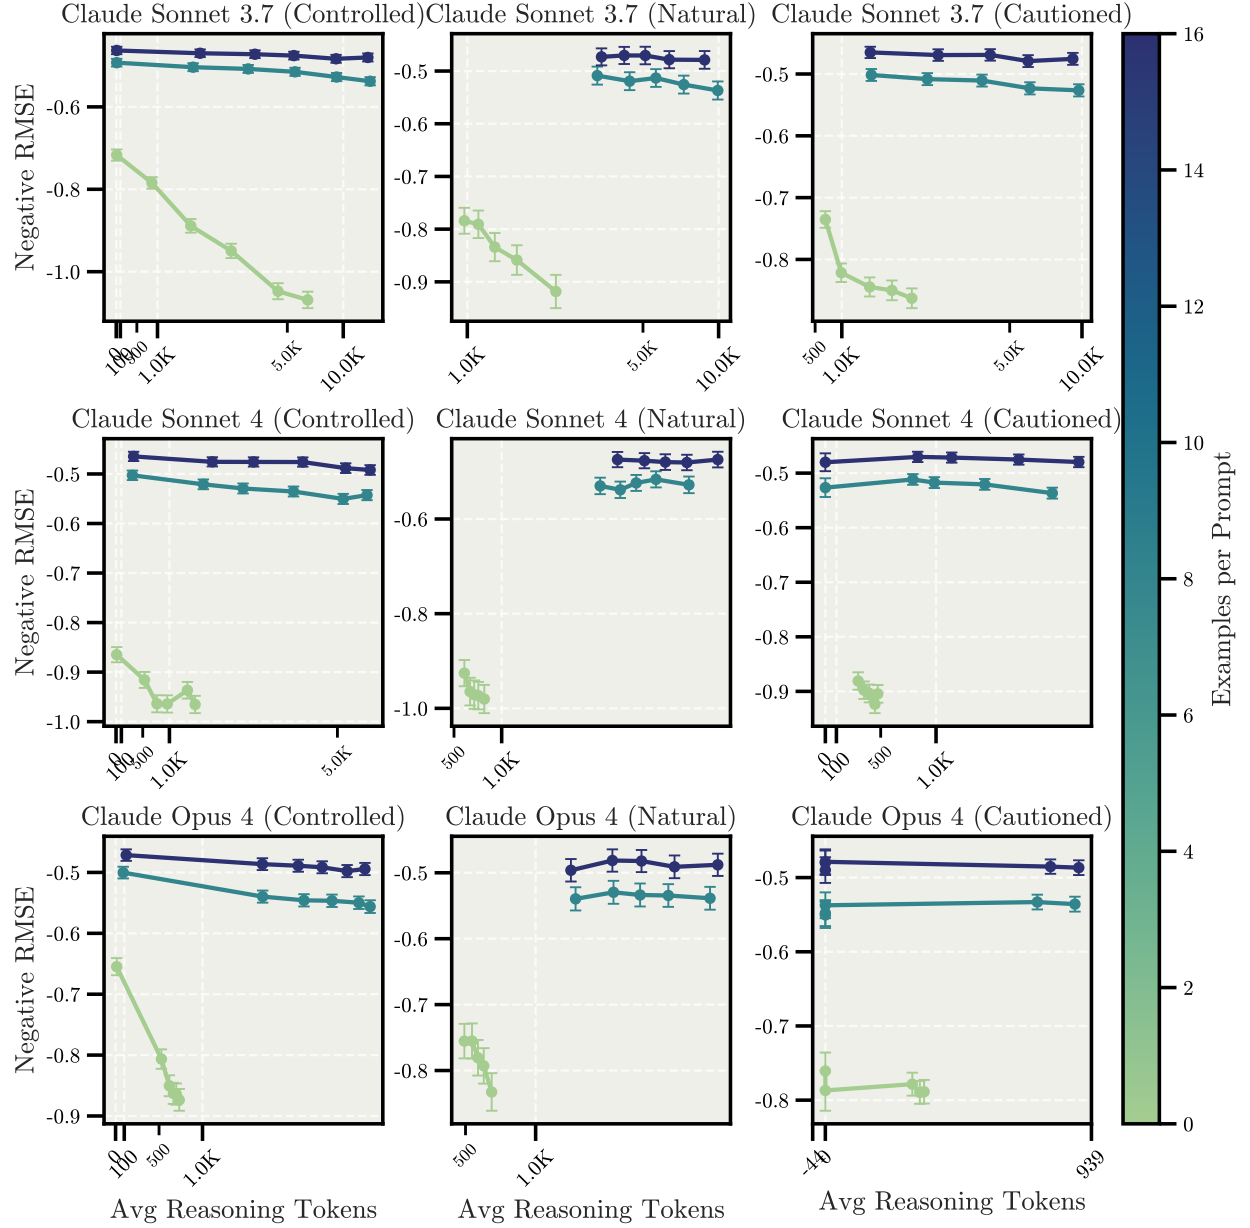 Claude Sonnet 3.7 (Controlled)
Claude Sonnet 3.7 (Natural)
Claude Sonnet 3.7 (Cautioned)
Negative RMSE
-0.6
-0.8
-1.0
0
100
900
1.0K
5.0K
10.0K
-0.5
-0.6
-0.7
-0.8
-0.9
1.0K
5.0K
10.0K
-0.5
-0.6
-0.7
-0.8
500
1.0K
5.0K
10.0K
Claude Sonnet 4 (Controlled)
Claude Sonnet 4 (Natural)
Claude Sonnet 4 (Cautioned)
Negative RMSE
-0.5
-0.6
-0.7
-0.8
-0.9
-1.0
0
100
500
1.0K
5.0K
-0.6
-0.8
-1.0
500
1.0K
-0.5
-0.6
-0.7
-0.8
-0.9
0
100
500
1.0K
Claude Opus 4 (Controlled)
Claude Opus 4 (Natural)
Claude Opus 4 (Cautioned)
Negative RMSE
-0.5
-0.6
-0.7
-0.8
-0.9
0
100
500
1.0K
Avg Reasoning Tokens
-0.5
-0.6
-0.7
-0.8
500
1.0K
Avg Reasoning Tokens
-0.5
-0.6
-0.7
-0.8
0
939
Avg Reasoning Tokens
16
14
12
10
8
6
4
2
0
Examples per Prompt